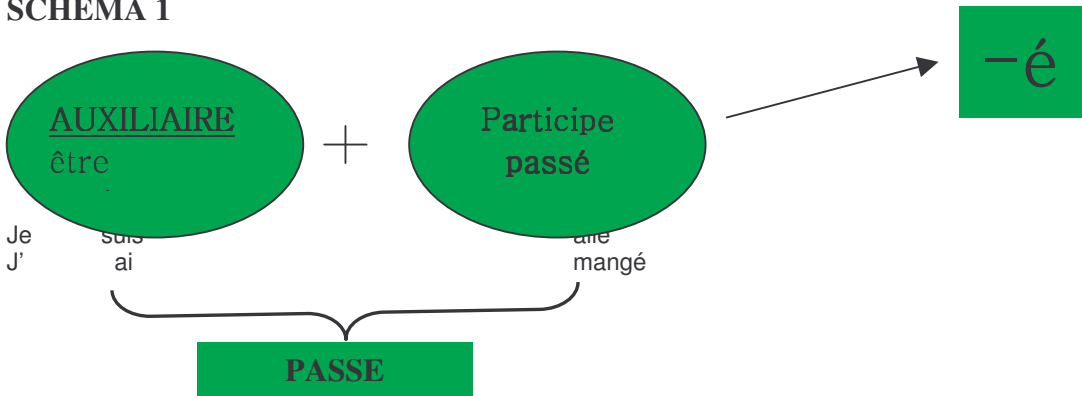 SCHEMA 1
AUXILIAIRE
être
+
Participe
passé
-é
Je suis allé
J' ai mangé
PASSE